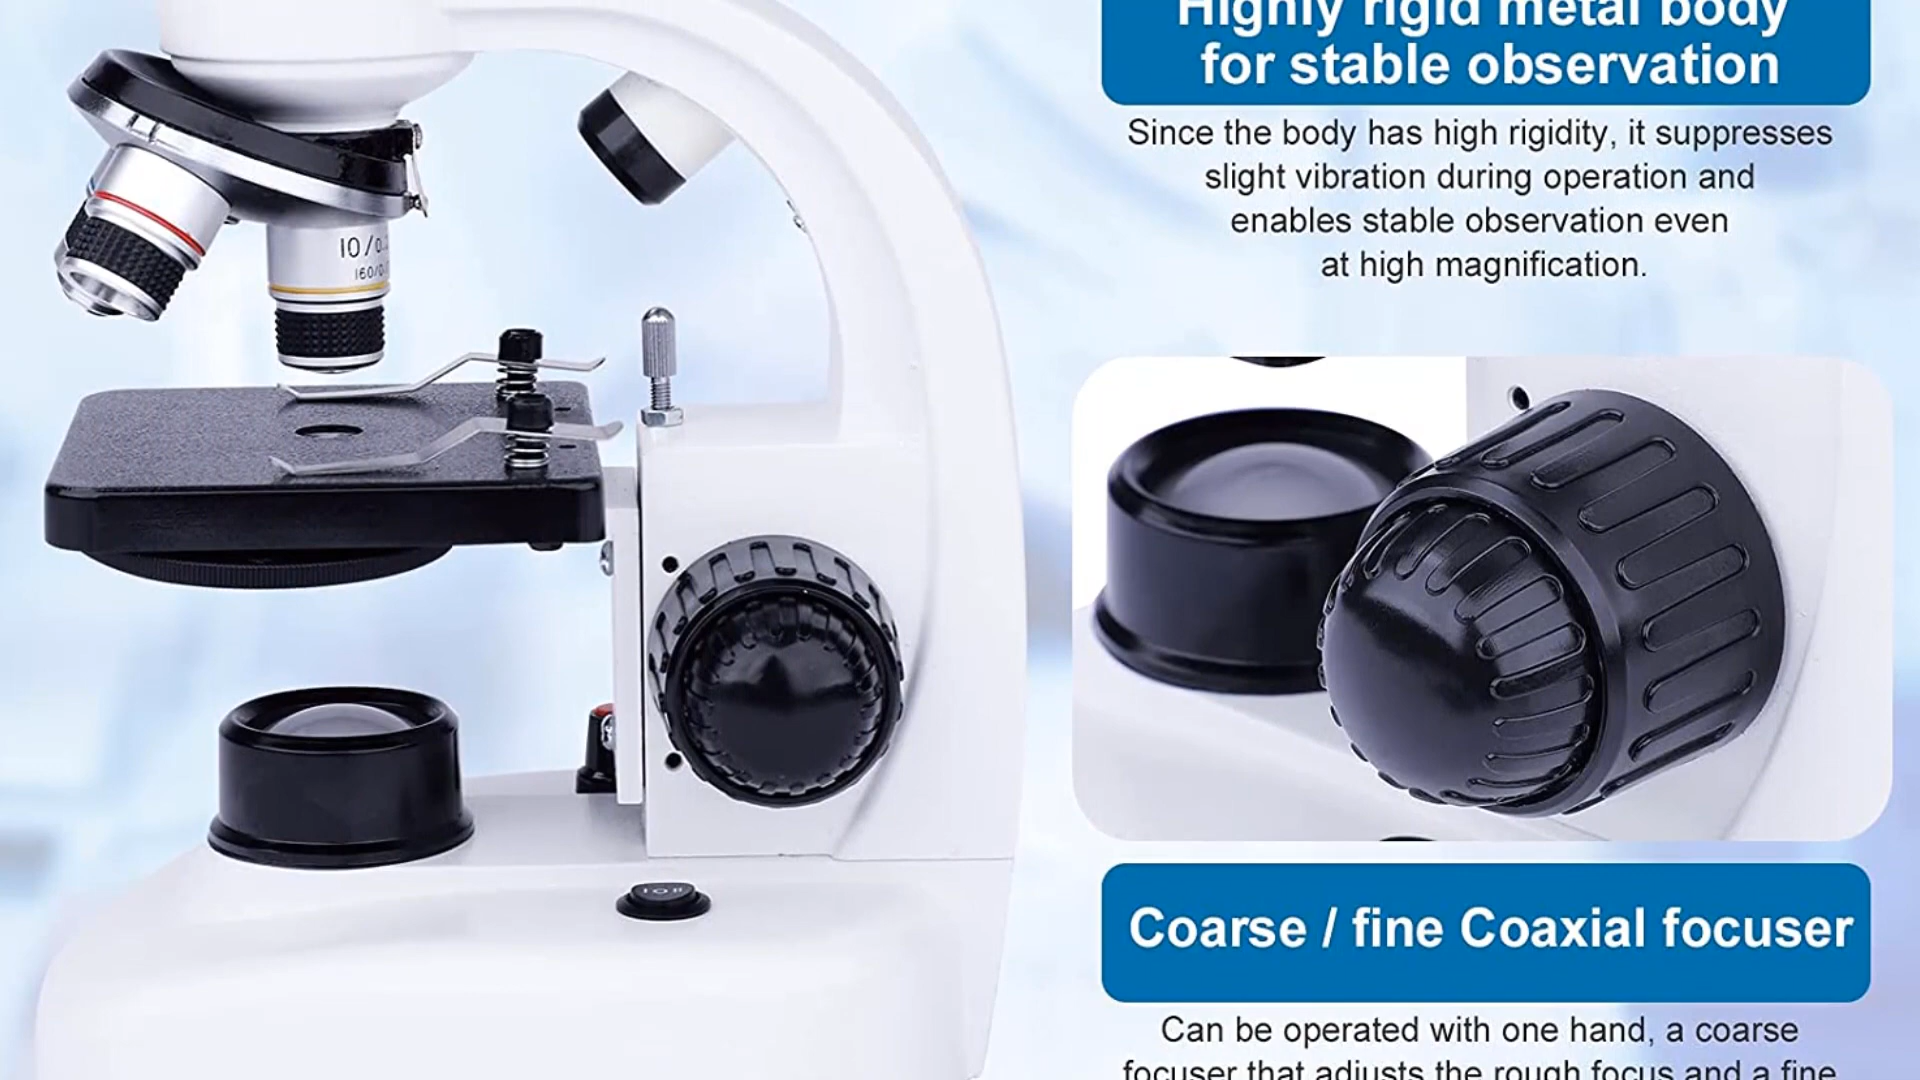 Highly rigid metal body
for stable observation
Since the body has high rigidity, it suppresses
slight vibration during operation and
enables stable observation even
at high magnification.
10/0.
160/0.
IOII
Coarse / fine Coaxial focuser
Can be operated with one hand, a coarse
focuser that adjusts the rough focus and a fine